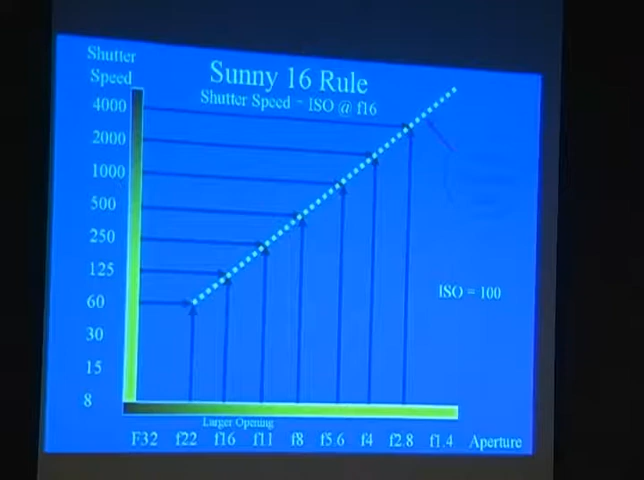 Shutter
Speed
Sunny 16 Rule
Shutter Speed = ISO @ f16
4000
2000
1000
500
250
125
60
30
15
8
ISO = 100
Larger Opening
F32 f22 f16 f11 f8 f5.6 f4 f2.8 f1.4 Aperture